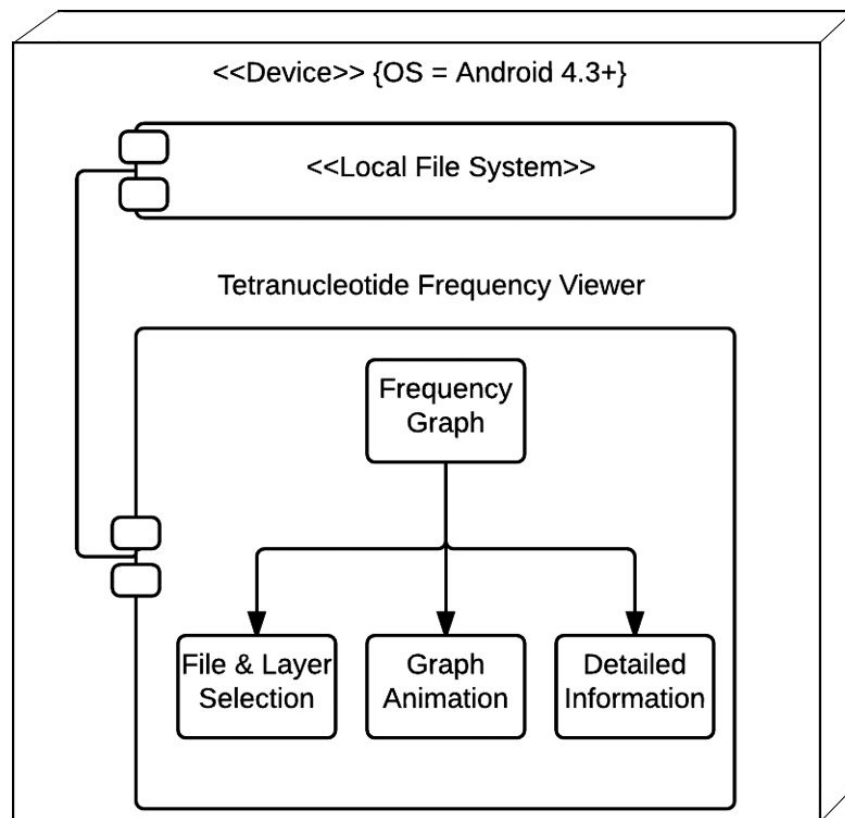 <<Device>> {OS = Android 4.3+}
<<Local File System>>
Tetranucleotide Frequency Viewer
Frequency
Graph
File & Layer
Selection
Graph
Animation
Detailed
Information